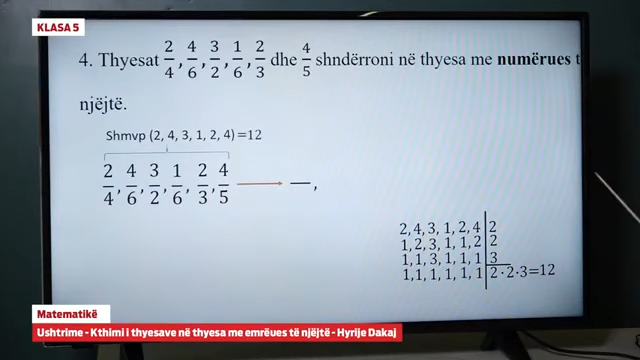 KLASA 5
4. Thyesat 2/4, 4/6, 3/2, 1/6, 2/3 dhe 4/5 shndërroni në thyesa me numërues t
njëjtë.
Shmvp (2, 4, 3, 1, 2, 4) =12
2/4, 4/6, 3/2, 1/6, 2/3, 4/5 → —,
2, 4, 3, 1, 2, 4 | 2
1, 2, 3, 1, 1, 2 | 2
1, 1, 3, 1, 1, 1 | 3
1, 1, 1, 1, 1, 1 | 2·2·3=12
Matematikë
Ushtrime - Kthimi i thyesave në thyesa me emrëues të njëjtë - Hyrije Dakaj